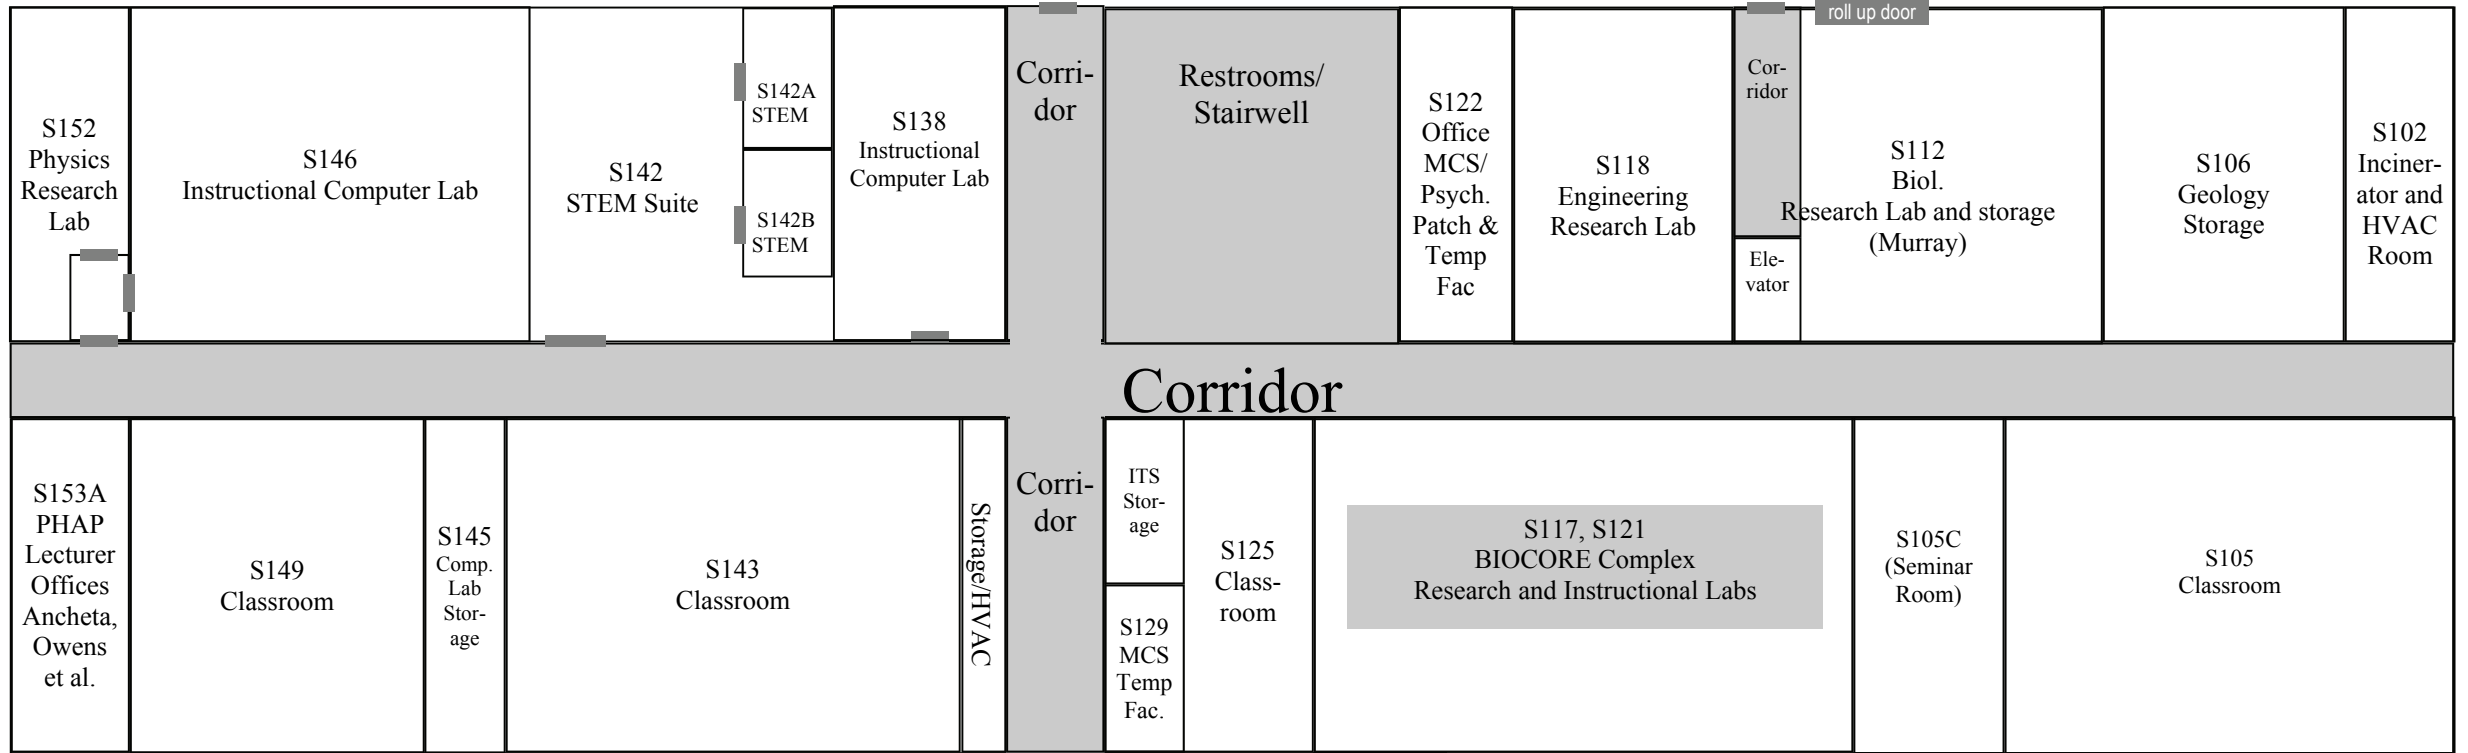 roll up door
S152
Physics
Research
Lab
S146
Instructional Computer Lab
S142
STEM Suite
S142A
STEM
S142B
STEM
S138
Instructional
Computer Lab
Corri-
dor
Restrooms/
Stairwell
S122
Office
MCS/
Psych.
Patch &
Temp
Fac
S118
Engineering
Research Lab
Cor-
ridor
Ele-
vator
S112
Biol.
Research Lab and storage
(Murray)
S106
Geology
Storage
S102
Inciner-
ator and
HVAC
Room
Corridor
S153A
PHAP
Lecturer
Offices
Ancheta,
Owens
et al.
S149
Classroom
S145
Comp.
Lab
Stor-
age
S143
Classroom
Storage/HVAC
Corri-
dor
ITS
Stor-
age
S129
MCS
Temp
Fac.
S125
Class-
room
S117, S121
BIOCORE Complex
Research and Instructional Labs
S105C
(Seminar
Room)
S105
Classroom